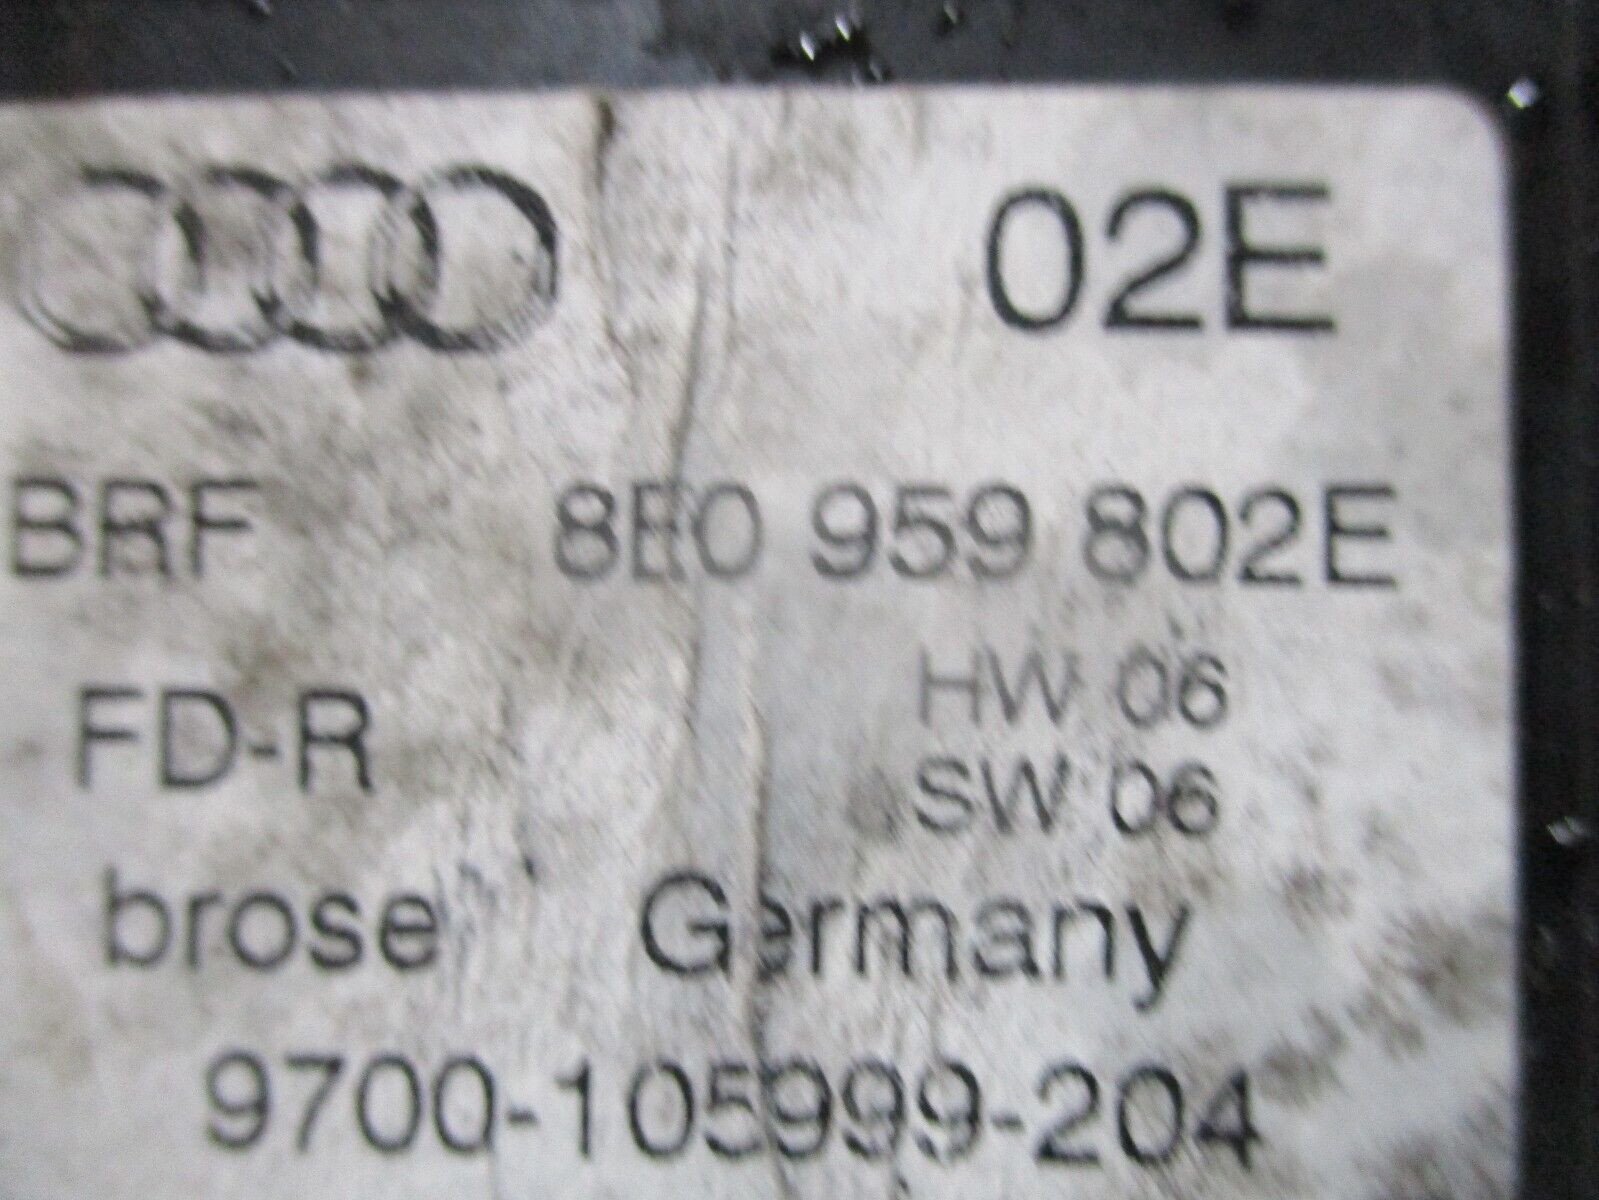 02E
BRF 8E0 959 802E
HW 06
FD-R
SW 06
brose Germany
9700-105999-204